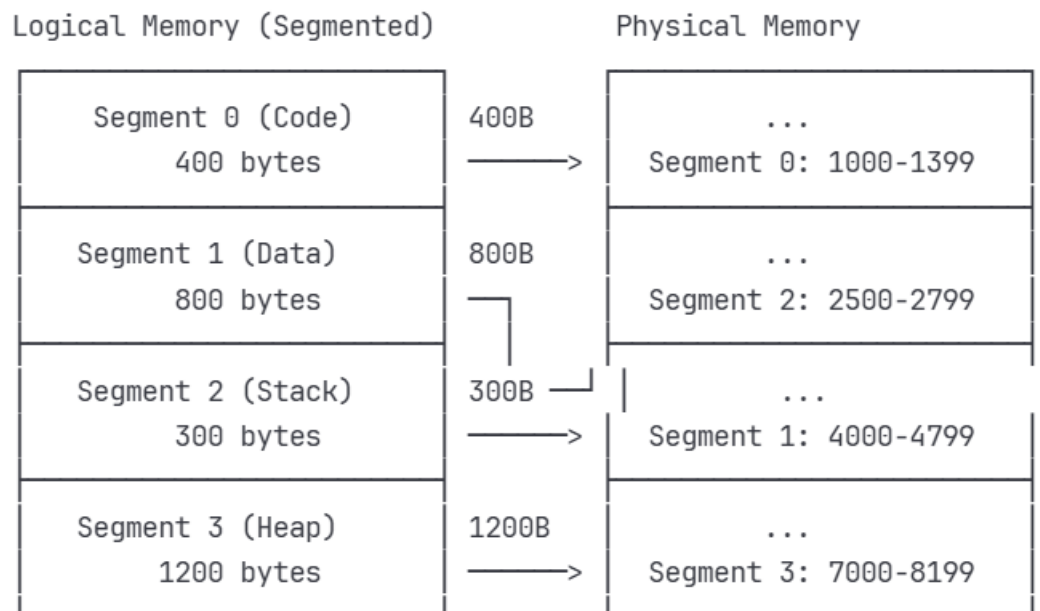 Logical Memory (Segmented)
Physical Memory
Segment 0 (Code)
400B
...
400 bytes
Segment 0: 1000-1399
Segment 1 (Data)
800B
...
800 bytes
Segment 2: 2500-2799
Segment 2 (Stack)
300B
...
300 bytes
Segment 1: 4000-4799
Segment 3 (Heap)
1200B
...
1200 bytes
Segment 3: 7000-8199